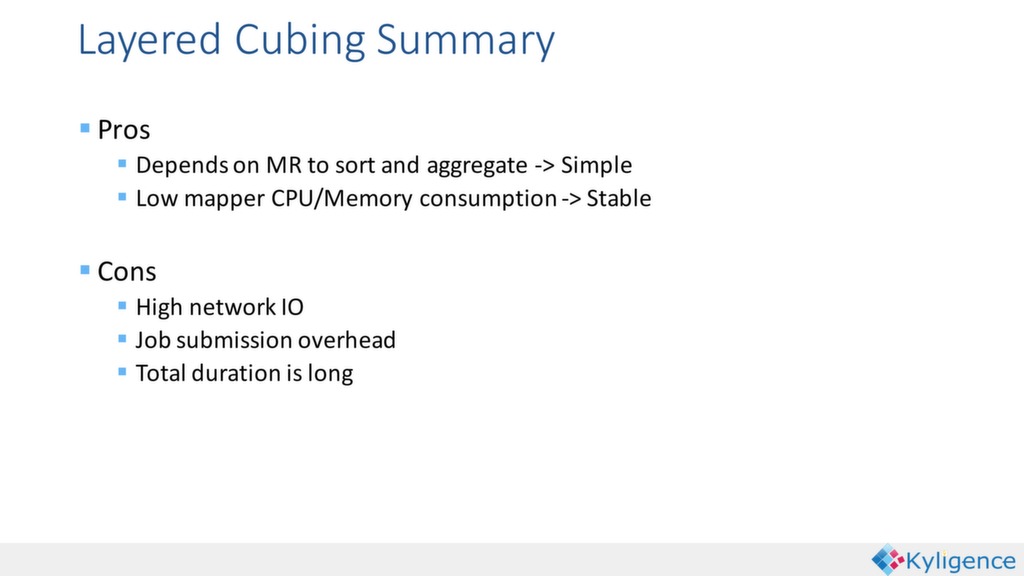 Layered Cubing Summary
Pros
Depends on MR to sort and aggregate -> Simple
Low mapper CPU/Memory consumption -> Stable
Cons
High network IO
Job submission overhead
Total duration is long
Kyligence